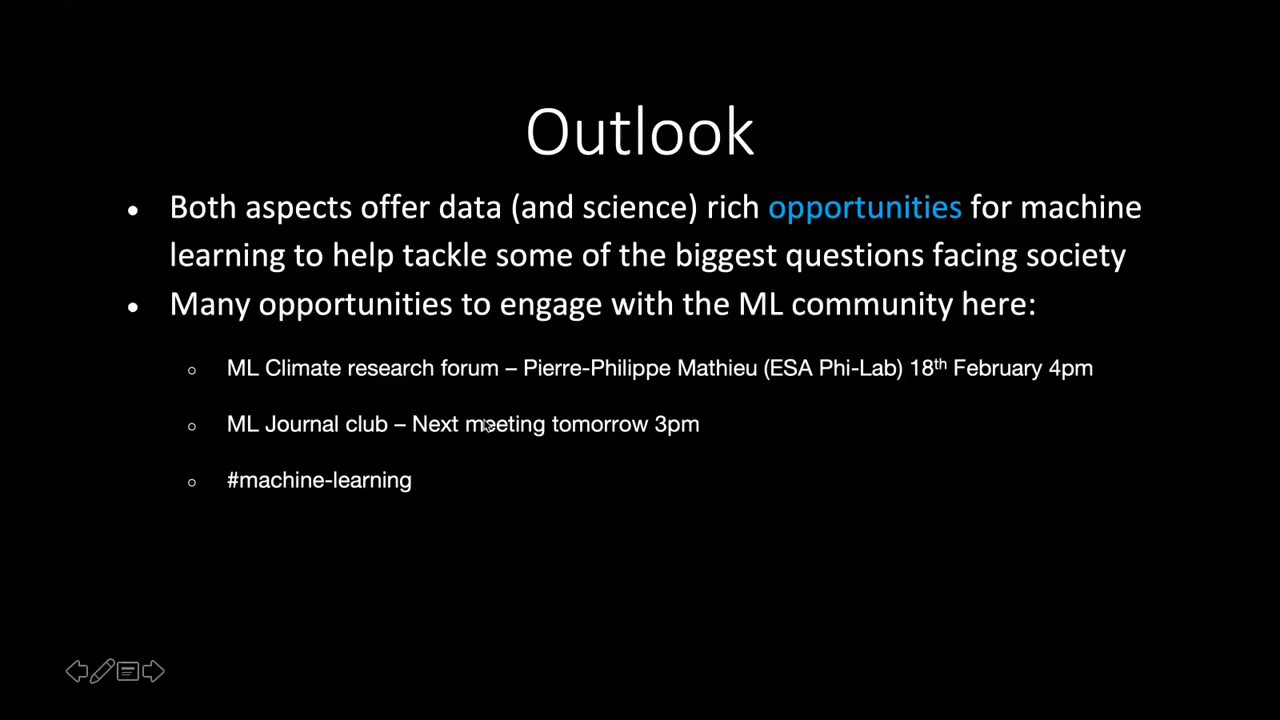 Outlook
• Both aspects offer data (and science) rich opportunities for machine
learning to help tackle some of the biggest questions facing society
• Many opportunities to engage with the ML community here:
○ ML Climate research forum – Pierre-Philippe Mathieu (ESA Phi-Lab) 18th February 4pm
○ ML Journal club – Next meeting tomorrow 3pm
○ #machine-learning